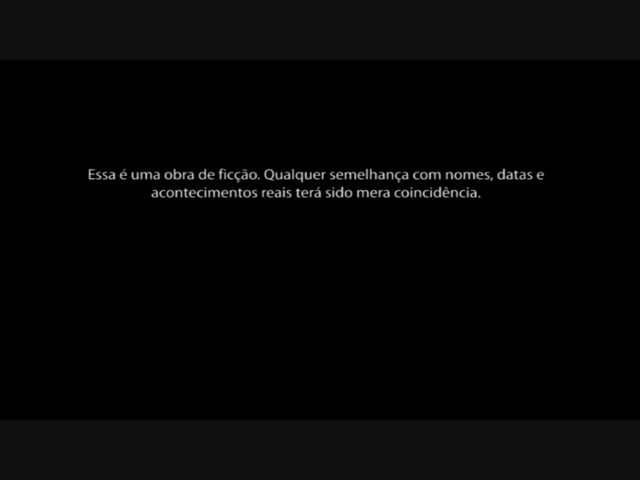 Essa é uma obra de ficção. Qualquer semelhança com nomes, datas e
acontecimentos reais terá sido mera coincidência.